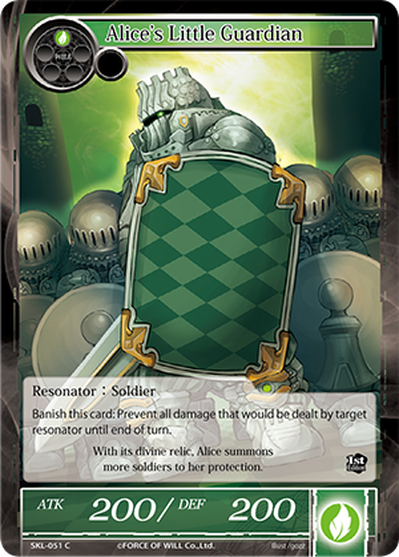 Alice's Little Guardian
WILL
Resonator : Soldier
Banish this card: Prevent all damage that would be dealt by target
resonator until end of turn.
With its divine relic, Alice summons
more soldiers to her protection.
1st
Edition
ATK 200 / DEF 200
SKL-051 C ©FORCE OF WILL Co.,Ltd. Illust /